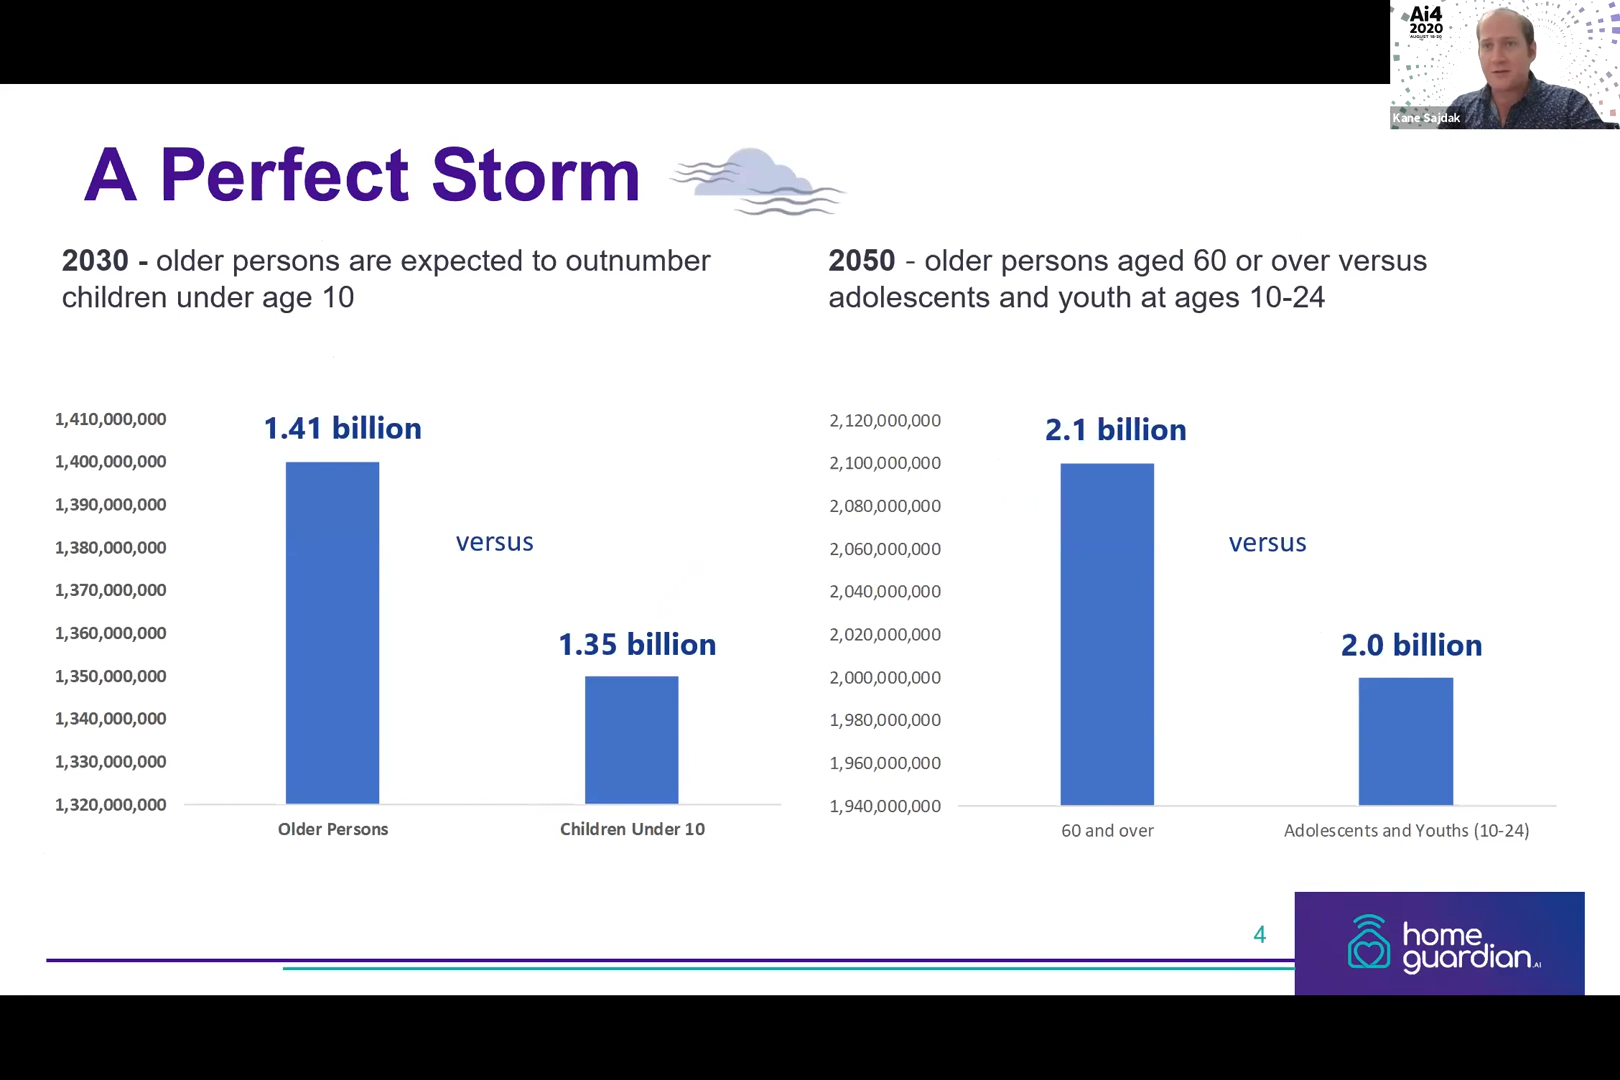 Ai4
2020
AUGUST 18-20
Kane Sajdak
A Perfect Storm
2030 - older persons are expected to outnumber
children under age 10
1,410,000,000
1,400,000,000
1,390,000,000
1,380,000,000
1,370,000,000
1,360,000,000
1,350,000,000
1,340,000,000
1,330,000,000
1,320,000,000
1.41 billion
versus
1.35 billion
Older Persons
Children Under 10
2050 - older persons aged 60 or over versus
adolescents and youth at ages 10-24
2,120,000,000
2,100,000,000
2,080,000,000
2,060,000,000
2,040,000,000
2,020,000,000
2,000,000,000
1,980,000,000
1,960,000,000
1,940,000,000
2.1 billion
versus
2.0 billion
60 and over
Adolescents and Youths (10-24)
4
home
guardian.AI